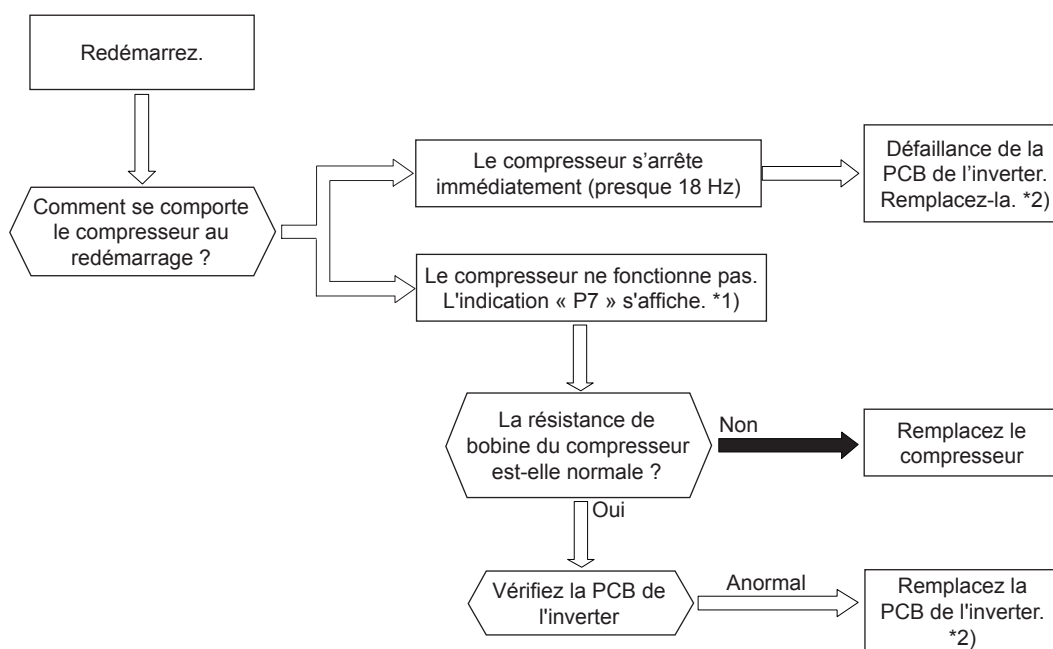 Redémarrez.
Comment se comporte
le compresseur au
redémarrage ?
Le compresseur s’arrête
immédiatement (presque 18 Hz)
Défaillance de la
PCB de l’inverter.
Remplacez-la. *2)
Le compresseur ne fonctionne pas.
L'indication « P7 » s'affiche. *1)
La résistance de
bobine du compresseur
est-elle normale ?
Non
Remplacez le
compresseur
Oui
Vérifiez la PCB de
l'inverter
Anormal
Remplacez la
PCB de l'inverter.
*2)